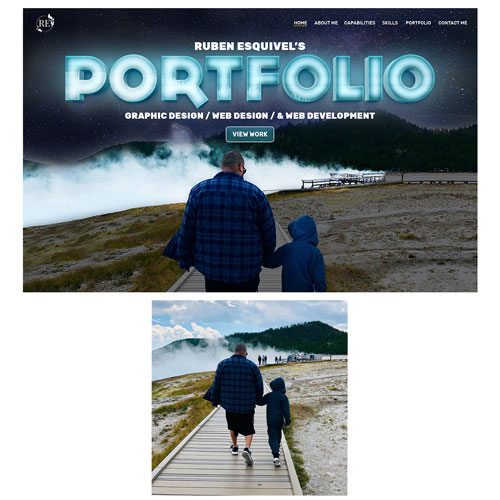 RE
HOME ABOUT ME CAPABILITIES SKILLS PORTFOLIO CONTACT ME
RUBEN ESQUIVEL'S
PORTFOLIO
GRAPHIC DESIGN / WEB DESIGN / & WEB DEVELOPMENT
VIEW WORK